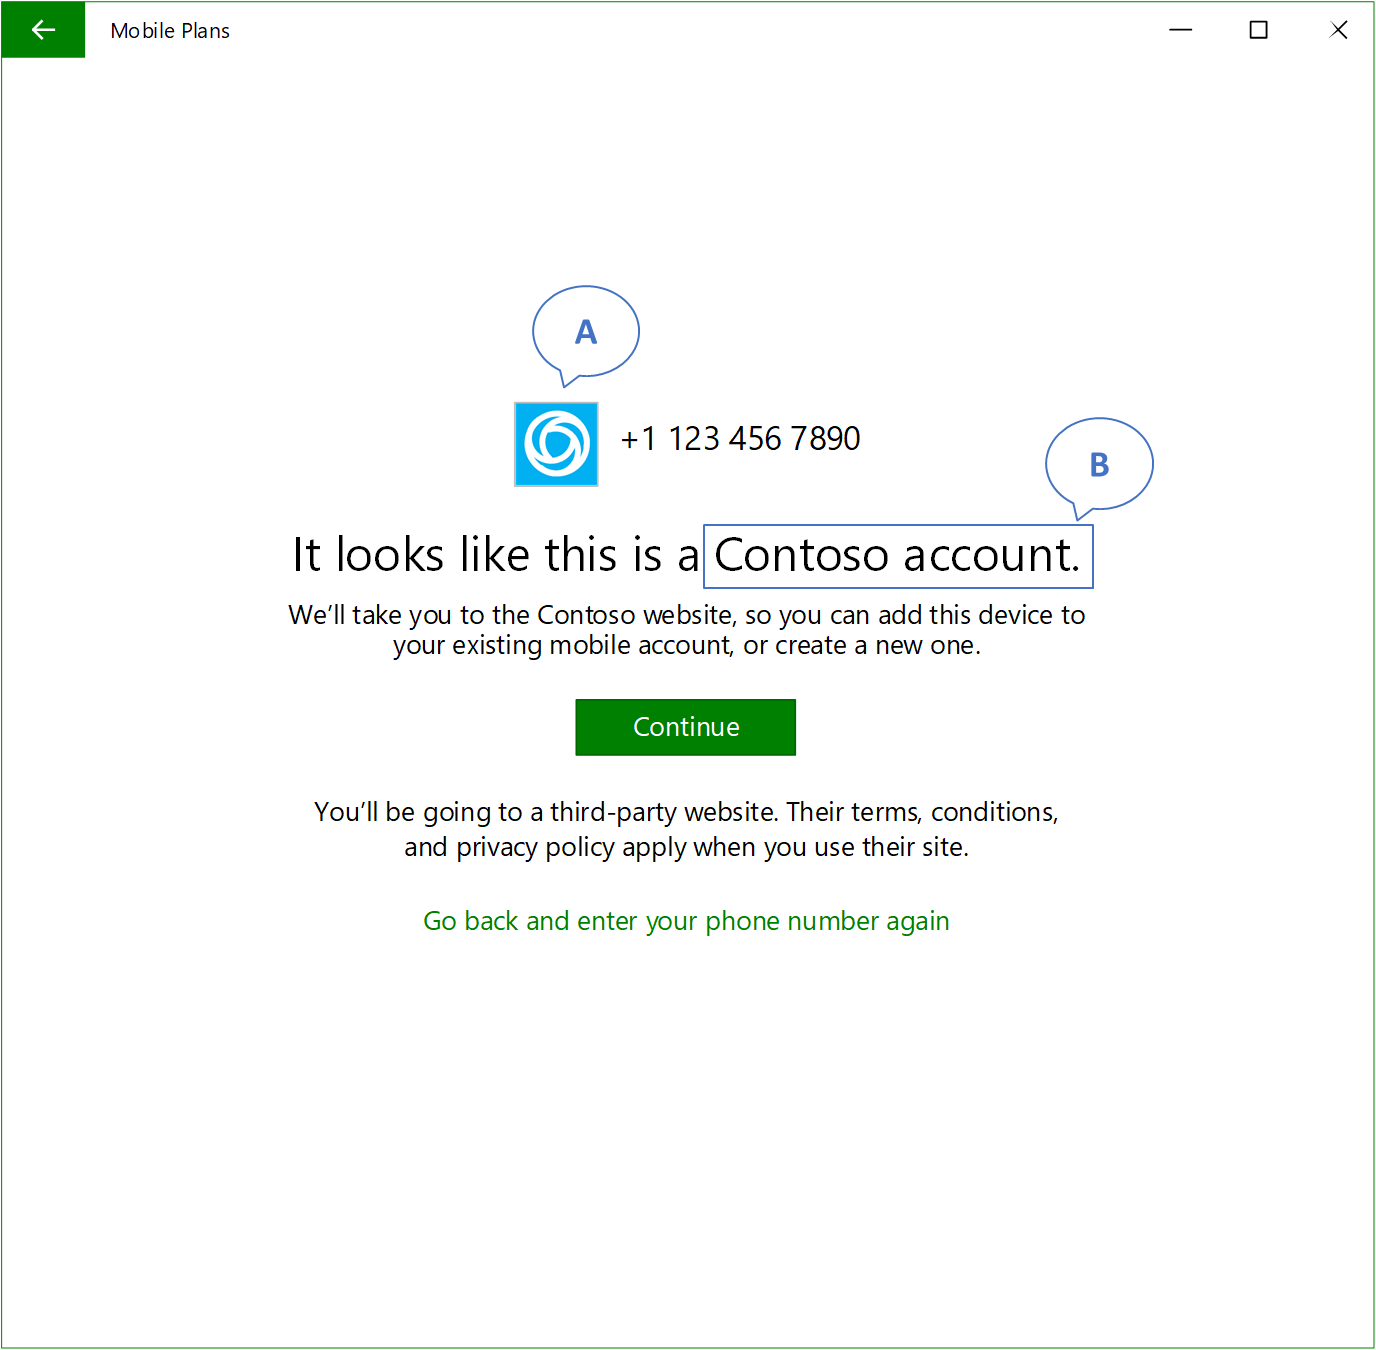 Mobile Plans
A
+1 123 456 7890
B
It looks like this is a Contoso account.
We’ll take you to the Contoso website, so you can add this device to
your existing mobile account, or create a new one.
Continue
You’ll be going to a third-party website. Their terms, conditions,
and privacy policy apply when you use their site.
Go back and enter your phone number again